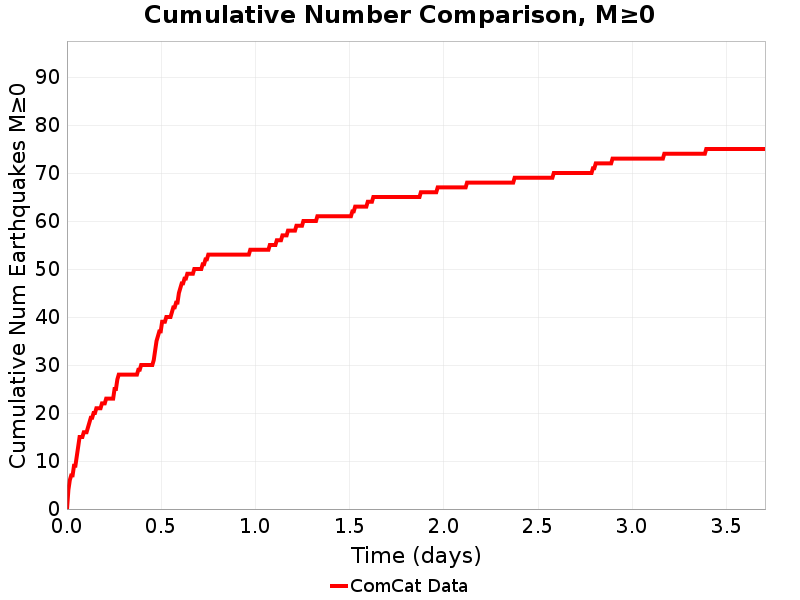 Cumulative Number Comparison, M≥0
Cumulative Num Earthquakes M≥0
90
80
70
60
50
40
30
20
10
0
0.0 0.5 1.0 1.5 2.0 2.5 3.0 3.5
Time (days)
ComCat Data